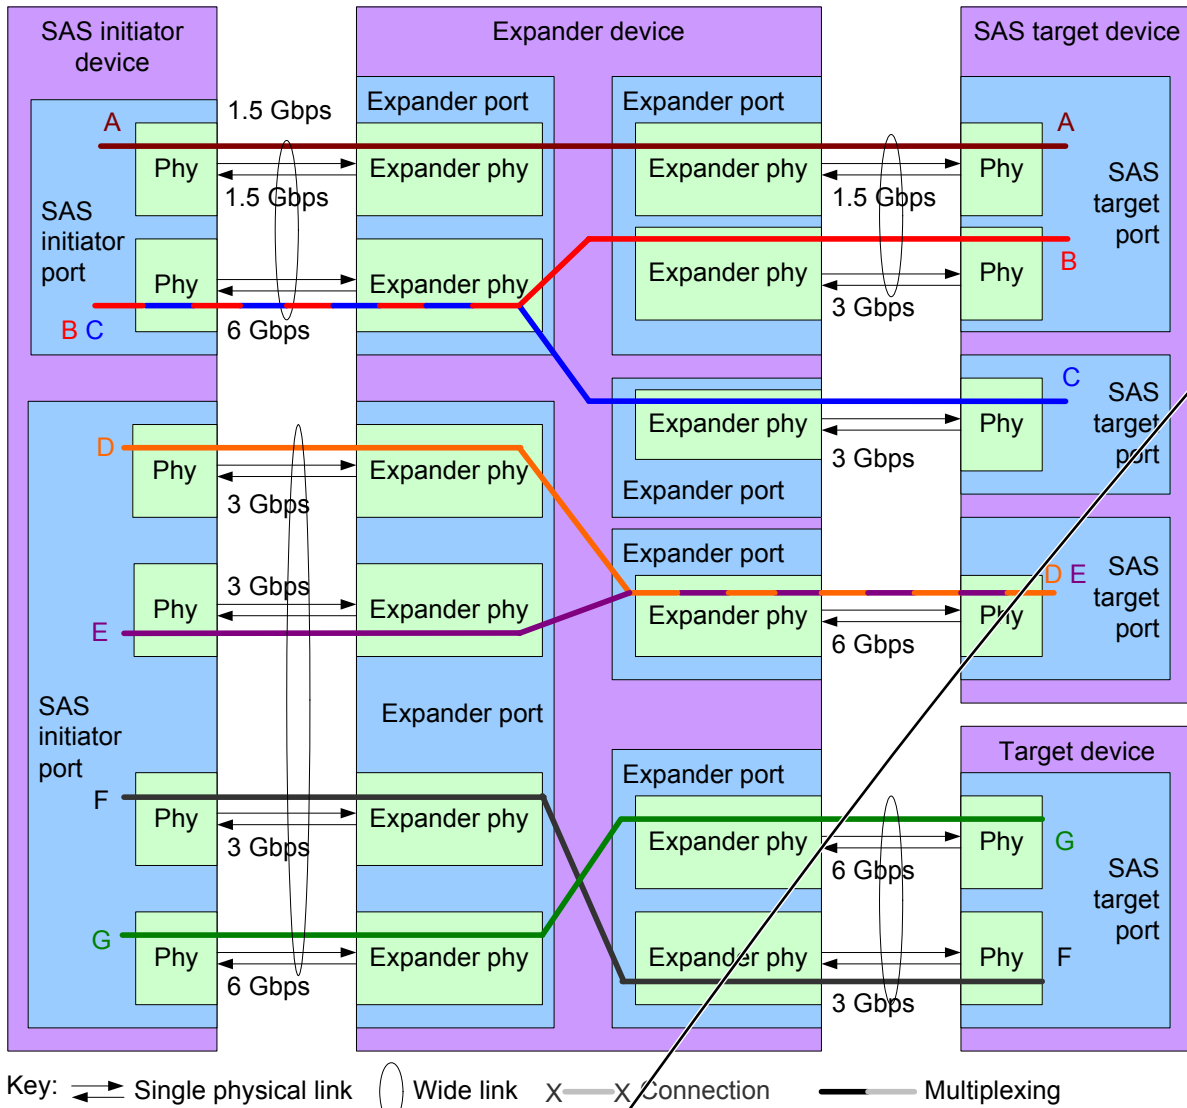 SAS initiator
device
Expander device
SAS target device
A
1.5 Gbps
Expander port
Expander port
A
Phy
Expander phy
Expander phy
Phy
1.5 Gbps
1.5 Gbps
SAS
initiator
port
SAS
target
port
Phy
Expander phy
Expander phy
Phy
B
B C
6 Gbps
3 Gbps
C
Expander phy
Phy
3 Gbps
SAS
target
port
Expander port
D
Phy
Expander phy
3 Gbps
Expander port
D E
3 Gbps
E
Phy
Expander phy
Expander phy
Phy
6 Gbps
SAS
target
port
SAS
initiator
port
Expander port
Target device
Expander port
F
Phy
Expander phy
3 Gbps
Expander phy
Phy
G
6 Gbps
SAS
target
port
G
Phy
Expander phy
6 Gbps
Expander phy
Phy
F
3 Gbps
Key: Single physical link Wide link X X Connection Multiplexing